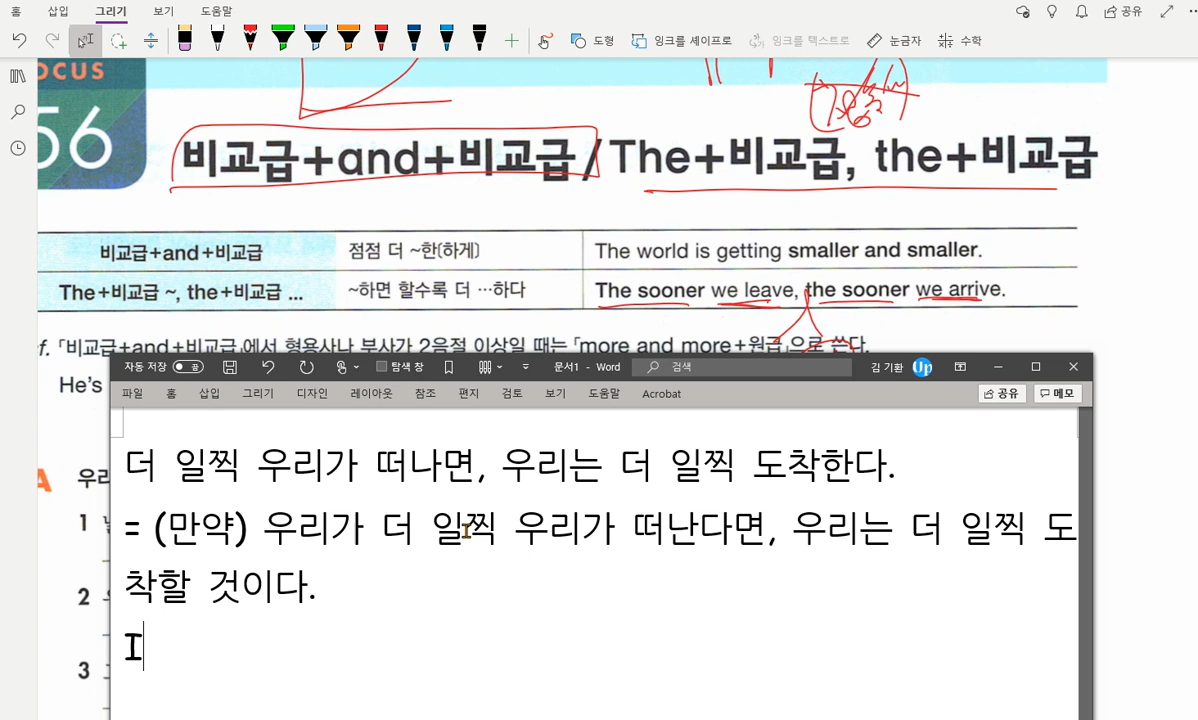 홈 삽입 그리기 보기 도움말
공유
도형 잉크를 셰이프로 잉크를 텍스트로 눈금자 수학
OCUS
56
비교급+and+비교급 / The+비교급, the+비교급
비교급+and+비교급 점점 더 ~한(하게) The world is getting smaller and smaller.
The+비교급 ~, the+비교급 ... ~하면 할수록 더 …하다 The sooner we leave, the sooner we arrive.
f. 「비교급+and+비교급」에서 형용사나 부사가 2음절 이상일 때는 「more and more+원급」으로 쓴다.
He's
자동 저장 끔 탐색 창 문서1 - Word 검색 김 기환 Up
파일 홈 삽입 그리기 디자인 레이아웃 참조 편지 검토 보기 도움말 Acrobat 공유 메모
더 일찍 우리가 떠나면, 우리는 더 일찍 도착한다.
A 우리
= (만약) 우리가 더 일찍 우리가 떠난다면, 우리는 더 일찍 도
1
착할 것이다.
2
I
3